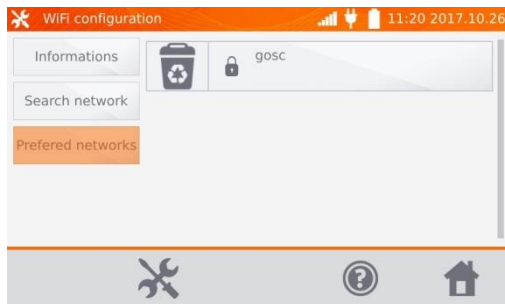 WiFi configuration
11:20 2017.10.26
Informations
gosc
Search network
Prefered networks